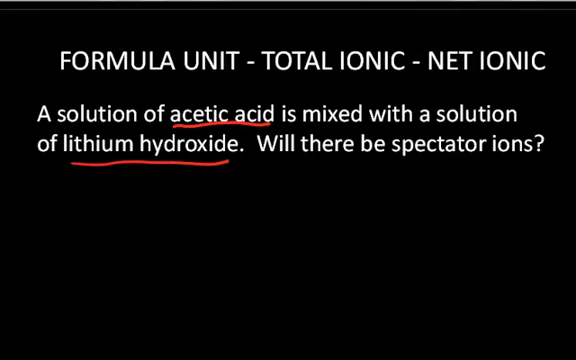 FORMULA UNIT - TOTAL IONIC - NET IONIC
A solution of acetic acid is mixed with a solution
of lithium hydroxide.  Will there be spectator ions?